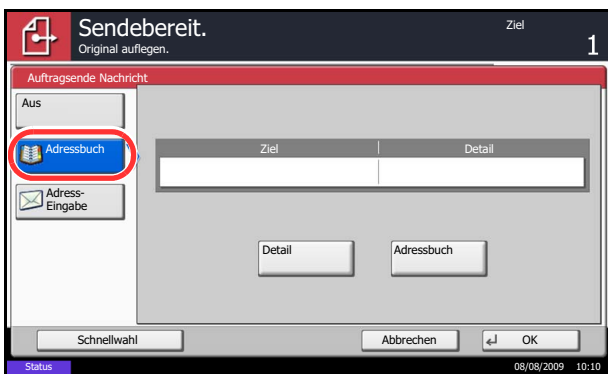 Sendebereit.
Original auflegen.
Ziel
1
Auftragsende Nachricht
Aus
Adressbuch
Ziel Detail
Adress-
Eingabe
Detail Adressbuch
Schnellwahl Abbrechen OK
Status 08/08/2009 10:10